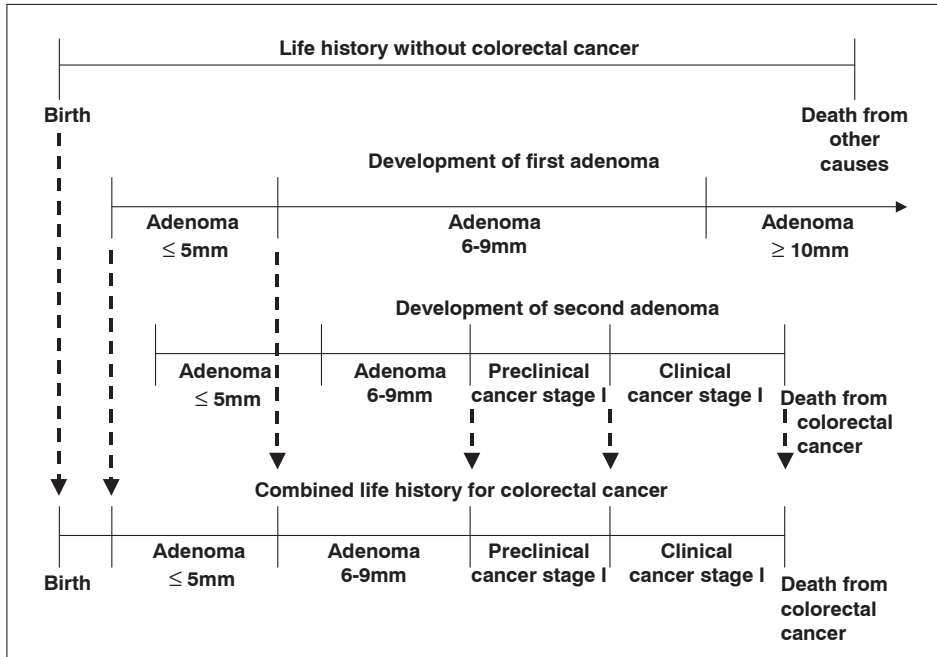 Life history without colorectal cancer
Birth
Death from
other
causes
Development of first adenoma
Adenoma
≤ 5mm
Adenoma
6-9mm
Adenoma
≥ 10mm
Development of second adenoma
Adenoma
≤ 5mm
Adenoma
6-9mm
Preclinical
cancer stage I
Clinical
cancer stage I
Death from
colorectal
cancer
Combined life history for colorectal cancer
Birth
Adenoma
≤ 5mm
Adenoma
6-9mm
Preclinical
cancer stage I
Clinical
cancer stage I
Death from
colorectal
cancer